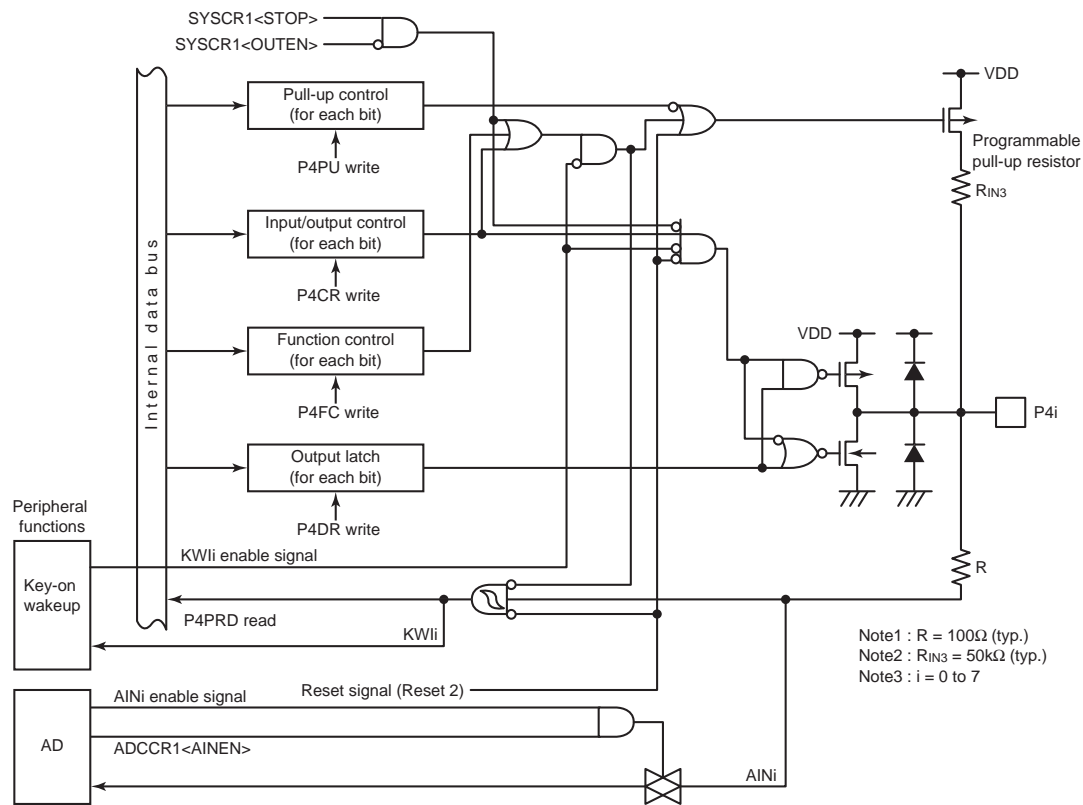 SYSCR1<STOP>
SYSCR1<OUTEN>
VDD
Pull-up control
(for each bit)
P4PU write
Programmable
pull-up resistor
RIN3
Internal data bus
Input/output control
(for each bit)
P4CR write
Function control
(for each bit)
P4FC write
VDD
P4i
Output latch
(for each bit)
P4DR write
Peripheral
functions
KWIi enable signal
Key-on
wakeup
R
P4PRD read
KWIi
Note1 : R = 100Ω (typ.)
Note2 : RIN3 = 50kΩ (typ.)
Note3 : i = 0 to 7
Reset signal (Reset 2)
AINi enable signal
AD
ADCCR1<AINEN>
AINi